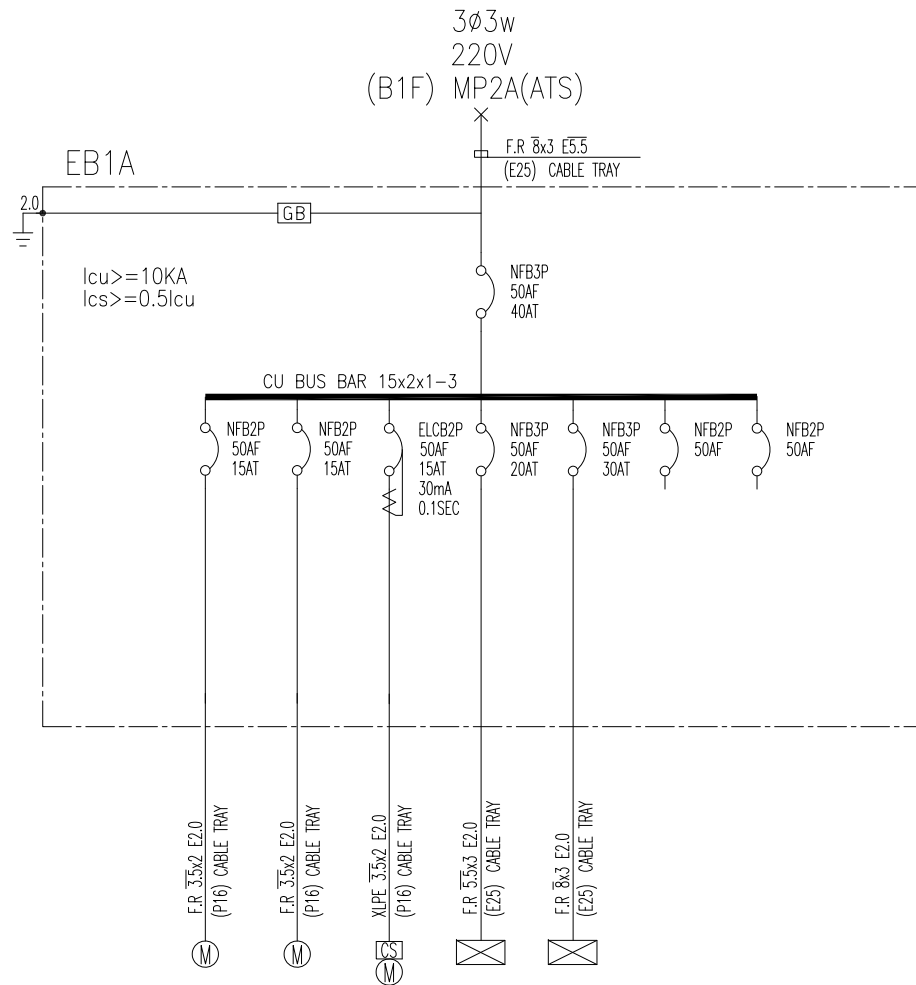 3ø3w
220V
(B1F) MP2A(ATS)
F.R 8x3 E5.5
(E25) CABLE TRAY
EB1A
2.0
GB
Icu>=10KA
Ics>=0.5Icu
NFB3P
50AF
40AT
CU BUS BAR 15x2x1-3
NFB2P
50AF
15AT
NFB2P
50AF
15AT
ELCB2P
50AF
15AT
30mA
0.1SEC
NFB3P
50AF
20AT
NFB3P
50AF
30AT
NFB2P
50AF
NFB2P
50AF
F.R 3.5x2 E2.0
(P16) CABLE TRAY
F.R 3.5x2 E2.0
(P16) CABLE TRAY
XLPE 3.5x2 E2.0
(P16) CABLE TRAY
F.R 5.5x3 E2.0
(E25) CABLE TRAY
F.R 8x3 E2.0
(E25) CABLE TRAY
M
M
CS
M